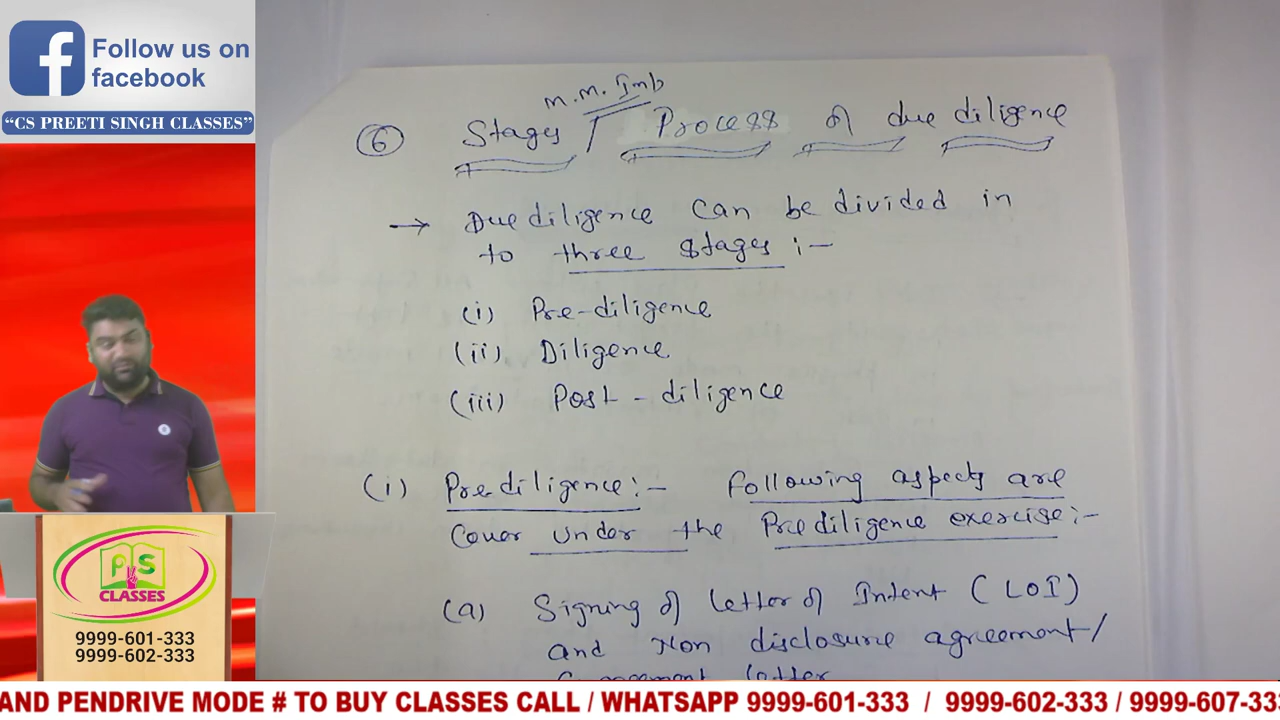 Follow us on
facebook
“CS PREETI SINGH CLASSES”
M.M. Imb
6 Stages / Process of due diligence
→ Due diligence can be divided in
to three stages :-
(i) Pre-diligence
(ii) Diligence
(iii) Post-diligence
(i) Pre diligence:- following aspects are
cover under the Pre diligence exercise:-
(a) Signing of letter of Intent (LOI)
and Non disclosure agreement/
letter
PS
CLASSES
9999-601-333
9999-602-333
AND PENDRIVE MODE # TO BUY CLASSES CALL / WHATSAPP 9999-601-333 / 9999-602-333 / 9999-607-33